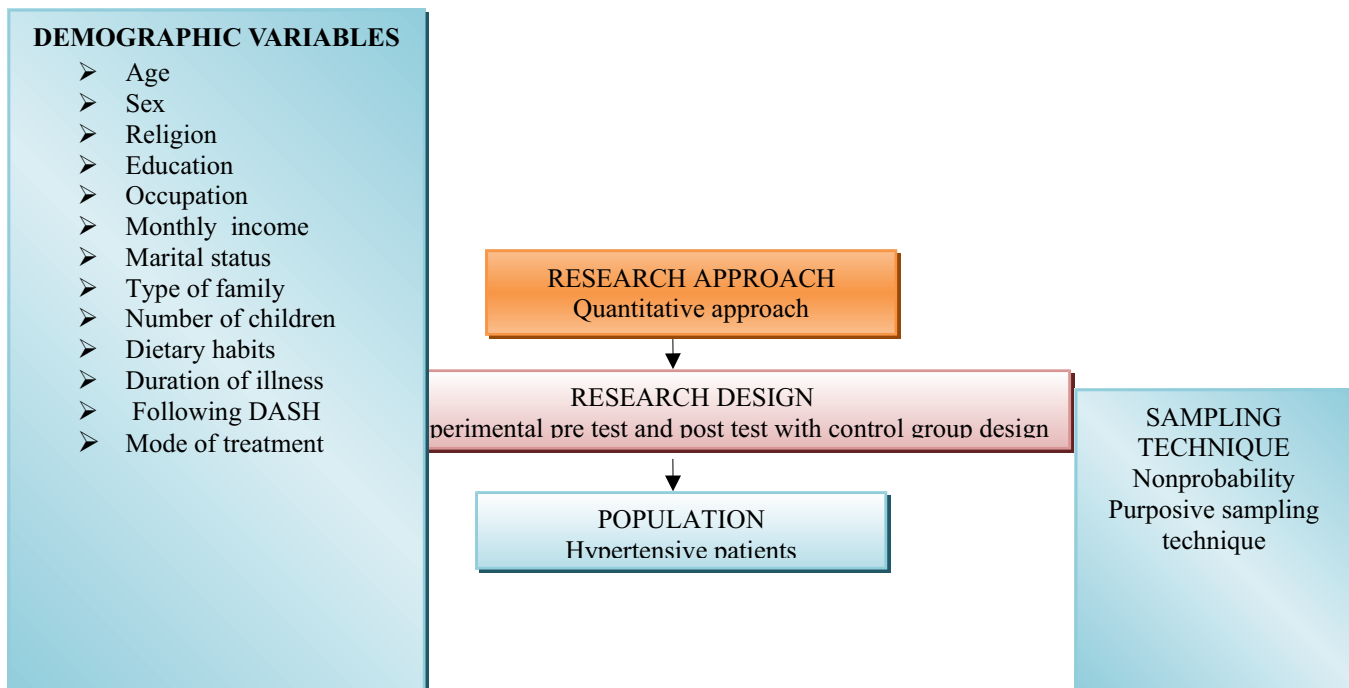 DEMOGRAPHIC VARIABLES
➢ Age
➢ Sex
➢ Religion
➢ Education
➢ Occupation
➢ Monthly income
➢ Marital status
➢ Type of family
➢ Number of children
➢ Dietary habits
➢ Duration of illness
➢ Following DASH
➢ Mode of treatment
RESEARCH APPROACH
Quantitative approach
RESEARCH DESIGN
perimental pre test and post test with control group design
POPULATION
Hypertensive patients
SAMPLING
TECHNIQUE
Nonprobability
Purposive sampling
technique